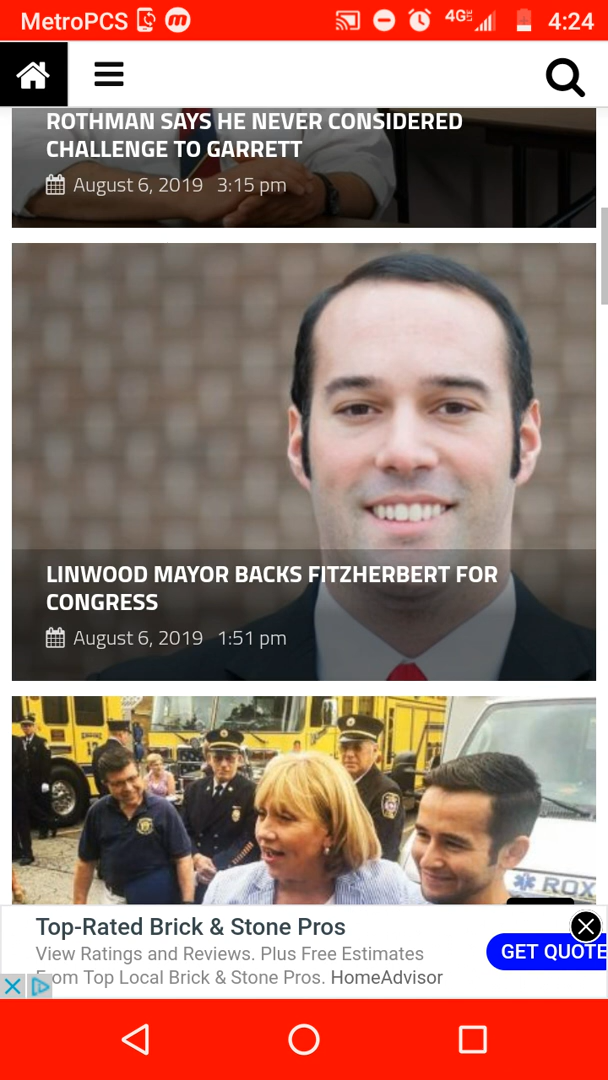 MetroPCS
4G LTE
4:24
ROTHMAN SAYS HE NEVER CONSIDERED
CHALLENGE TO GARRETT
August 6, 2019 3:15 pm
LINWOOD MAYOR BACKS FITZHERBERT FOR
CONGRESS
August 6, 2019 1:51 pm
ROX
Top-Rated Brick & Stone Pros
View Ratings and Reviews. Plus Free Estimates
From Top Local Brick & Stone Pros. HomeAdvisor
GET QUOTE